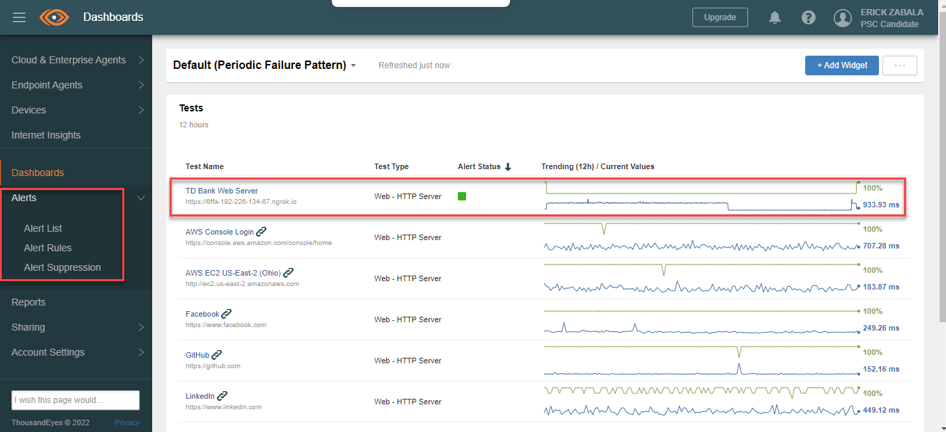 Dashboards
Upgrade
ERICK ZABALA
PSC Candidate
Cloud & Enterprise Agents
Endpoint Agents
Devices
Internet Insights
Dashboards
Alerts
Alert List
Alert Rules
Alert Suppression
Reports
Sharing
Account Settings
I wish this page would...
ThousandEyes © 2022 Privacy
Default (Periodic Failure Pattern) Refreshed just now
+ Add Widget
Tests
12 hours
Test Name Test Type Alert Status Trending (12h) / Current Values
TD Bank Web Server
https://6ffa-192-226-134-67.ngrok.io
Web - HTTP Server
100%
933.93 ms
AWS Console Login
https://console.aws.amazon.com/console/home
Web - HTTP Server
100%
707.28 ms
AWS EC2 US-East-2 (Ohio)
http://ec2.us-east-2.amazonaws.com
Web - HTTP Server
100%
183.87 ms
Facebook
https://www.facebook.com
Web - HTTP Server
100%
249.26 ms
GitHub
https://github.com
Web - HTTP Server
100%
152.16 ms
LinkedIn
https://www.linkedin.com
Web - HTTP Server
100%
449.12 ms